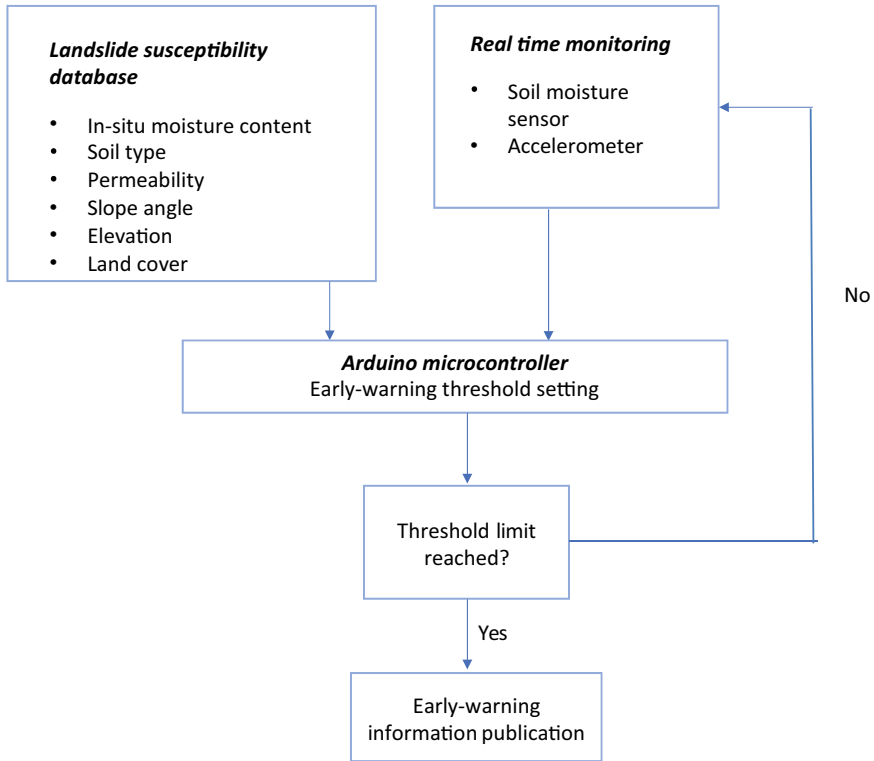 Landslide susceptibility
database
• In-situ moisture content
• Soil type
• Permeability
• Slope angle
• Elevation
• Land cover
Real time monitoring
• Soil moisture
sensor
• Accelerometer
No
Arduino microcontroller
Early-warning threshold setting
Threshold limit
reached?
Yes
Early-warning
information publication